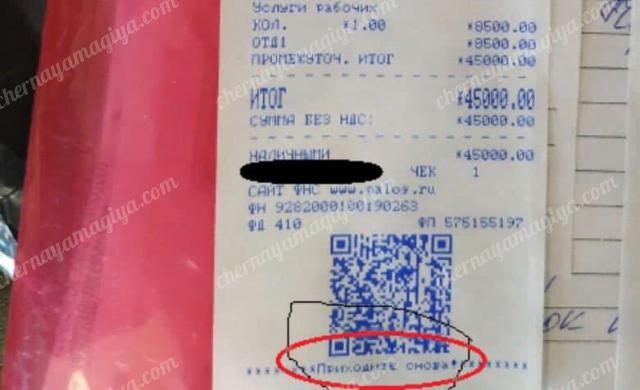 Услуги рабочих
КОЛ. *1.00 *8500.00
ОТД1 *8500.00
ПРОМЕЖУТОЧ. ИТОГ *45000.00
ИТОГ *45000.00
СУММА БЕЗ НДС: *45000.00
НАЛИЧНЫМИ *45000.00
ЧЕК 1
САЙТ ФНС www.nalog.ru
ФН 9282000100190263
ФД 410 ФП 575155197
*Приходите снова*
chernayamagiya.com